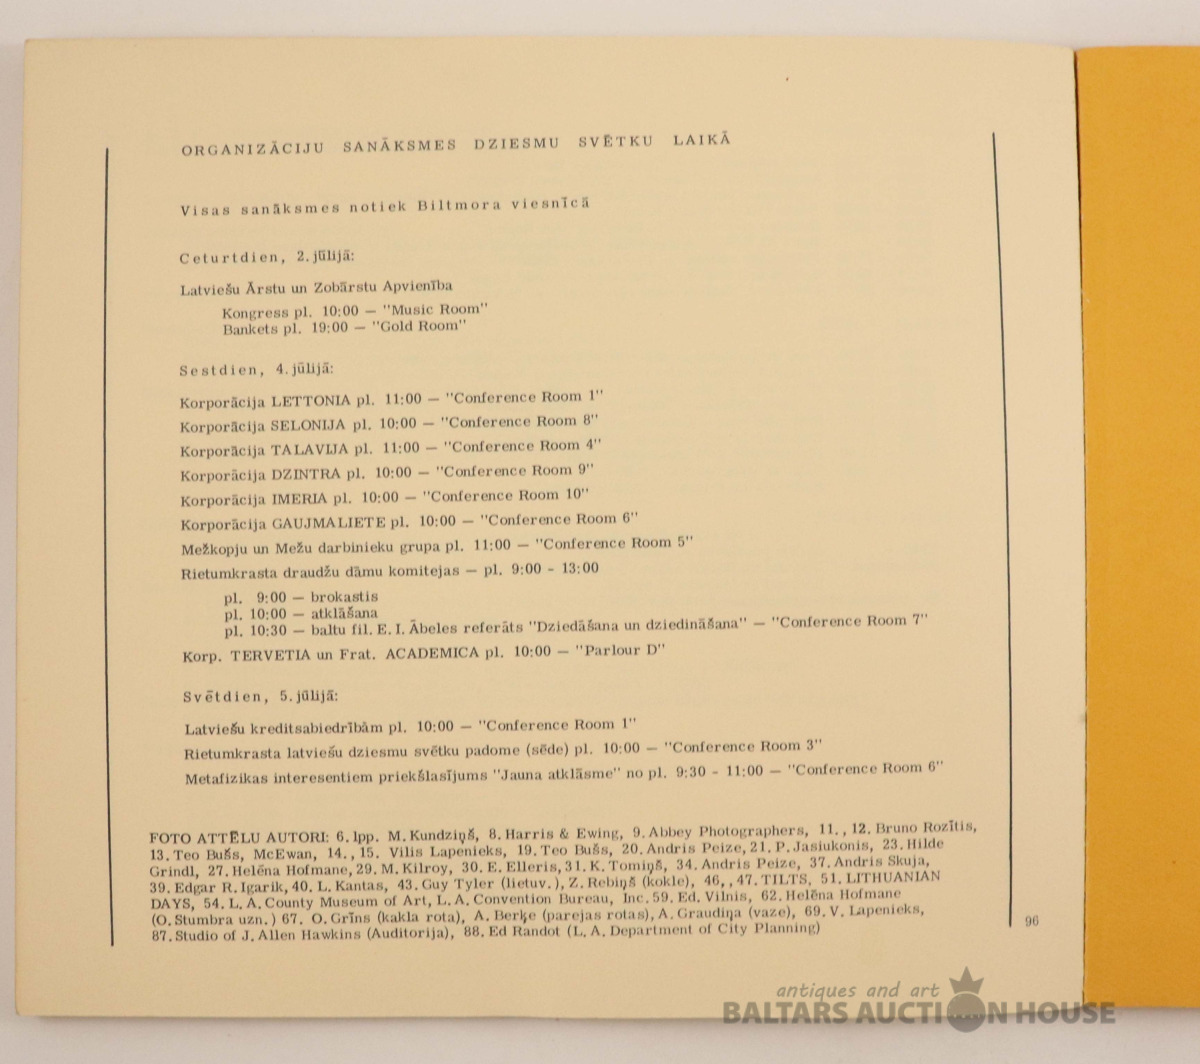 ORGANIZĀCIJU SANĀKSMES DZIESMU SVĒTKU LAIKĀ
Visas sanāksmes notiek Biltmora viesnīcā
Ceturtdien, 2. jūlijā:
Latviešu Ārstu un Zobārstu Apvienība
Kongress pl. 10:00 — "Music Room"
Bankets pl. 19:00 — "Gold Room"
Sestdien, 4. jūlijā:
Korporācija LETTONIA pl. 11:00 — "Conference Room 1"
Korporācija SELONIJA pl. 10:00 — "Conference Room 8"
Korporācija TALAVIJA pl. 11:00 — "Conference Room 4"
Korporācija DZINTRA pl. 10:00 — "Conference Room 9"
Korporācija IMERIA pl. 10:00 — "Conference Room 10"
Korporācija GAUJMALIETE pl. 10:00 — "Conference Room 6"
Mežkopju un Mežu darbinieku grupa pl. 11:00 — "Conference Room 5"
Rietumkrasta draudžu dāmu komitejas — pl. 9:00 - 13:00
pl. 9:00 — brokastis
pl. 10:00 — atklāšana
pl. 10:30 — baltu fil. E. I. Ābeles referāts "Dziedāšana un dziedināšana" — "Conference Room 7"
Korp. TERVETIA un Frat. ACADEMICA pl. 10:00 — "Parlour D"
Svētdien, 5. jūlijā:
Latviešu kreditsabiedrībām pl. 10:00 — "Conference Room 1"
Rietumkrasta latviešu dziesmu svētku padome (sēde) pl. 10:00 — "Conference Room 3"
Metafizikas interesentiem priekšlasījums "Jauna atklāsme" no pl. 9:30 - 11:00 — "Conference Room 6"
FOTO ATTĒLU AUTORI: 6. lpp. M. Kundziņš, 8. Harris & Ewing, 9. Abbey Photographers, 11., 12. Bruno Rozītis,
13. Teo Bušs, McEwan, 14., 15. Vilis Lapenieks, 19. Teo Bušs, 20. Andris Peize, 21. P. Jasiukonis, 23. Hilde
Grindl, 27. Helēna Hofmane, 29. M. Kilroy, 30. E. Elleris, 31. K. Tomiņš, 34. Andris Peize, 37. Andris Skuja,
39. Edgar R. Igarik, 40. L. Kantas, 43. Guy Tyler (lietuv.), Z. Rebiņš (kokle), 46., 47. TILTS, 51. LITHUANIAN
DAYS, 54. L. A. County Museum of Art, L. A. Convention Bureau, Inc. 59. Ed. Vilnis, 62. Helēna Hofmane
(O. Stumbra uzn.) 67. O. Grīns (kakla rota), A. Berķe (parejas rotas), A. Graudiņa (vaze), 69. V. Lapenieks,
87. Studio of J. Allen Hawkins (Auditorija), 88. Ed Randot (L. A. Department of City Planning)
96
antiques and art
BALTARS AUCTION HOUSE